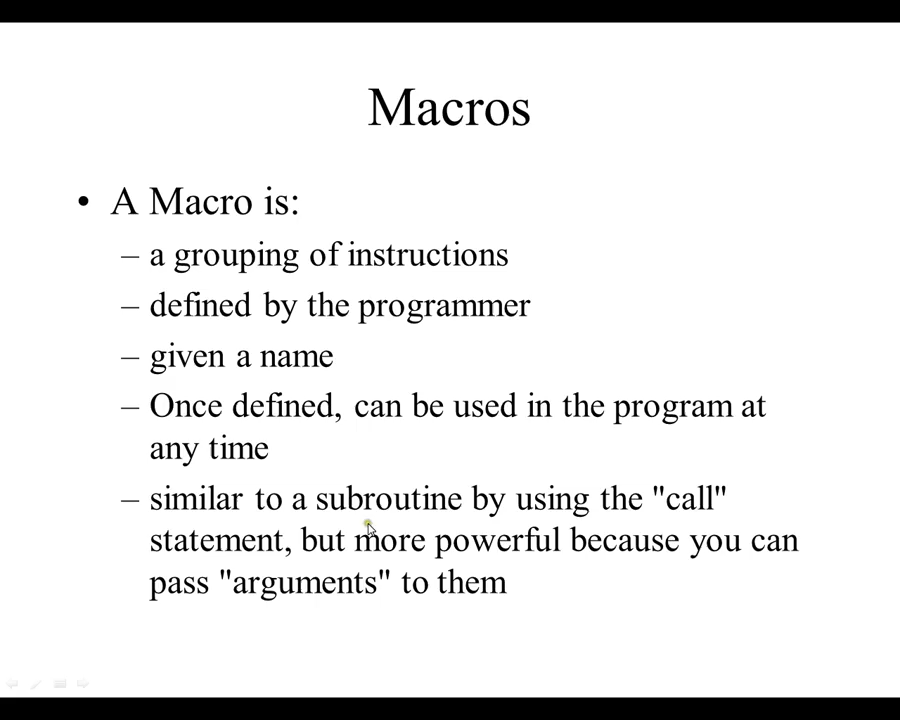 Macros
• A Macro is:
– a grouping of instructions
– defined by the programmer
– given a name
– Once defined, can be used in the program at
any time
– similar to a subroutine by using the "call"
statement, but more powerful because you can
pass "arguments" to them